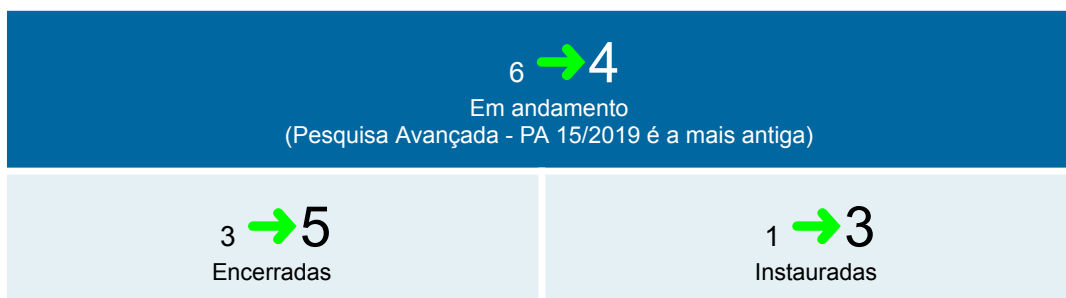 6 ➜ 4
Em andamento
(Pesquisa Avançada - PA 15/2019 é a mais antiga)
3 ➜ 5
Encerradas
1 ➜ 3
Instauradas